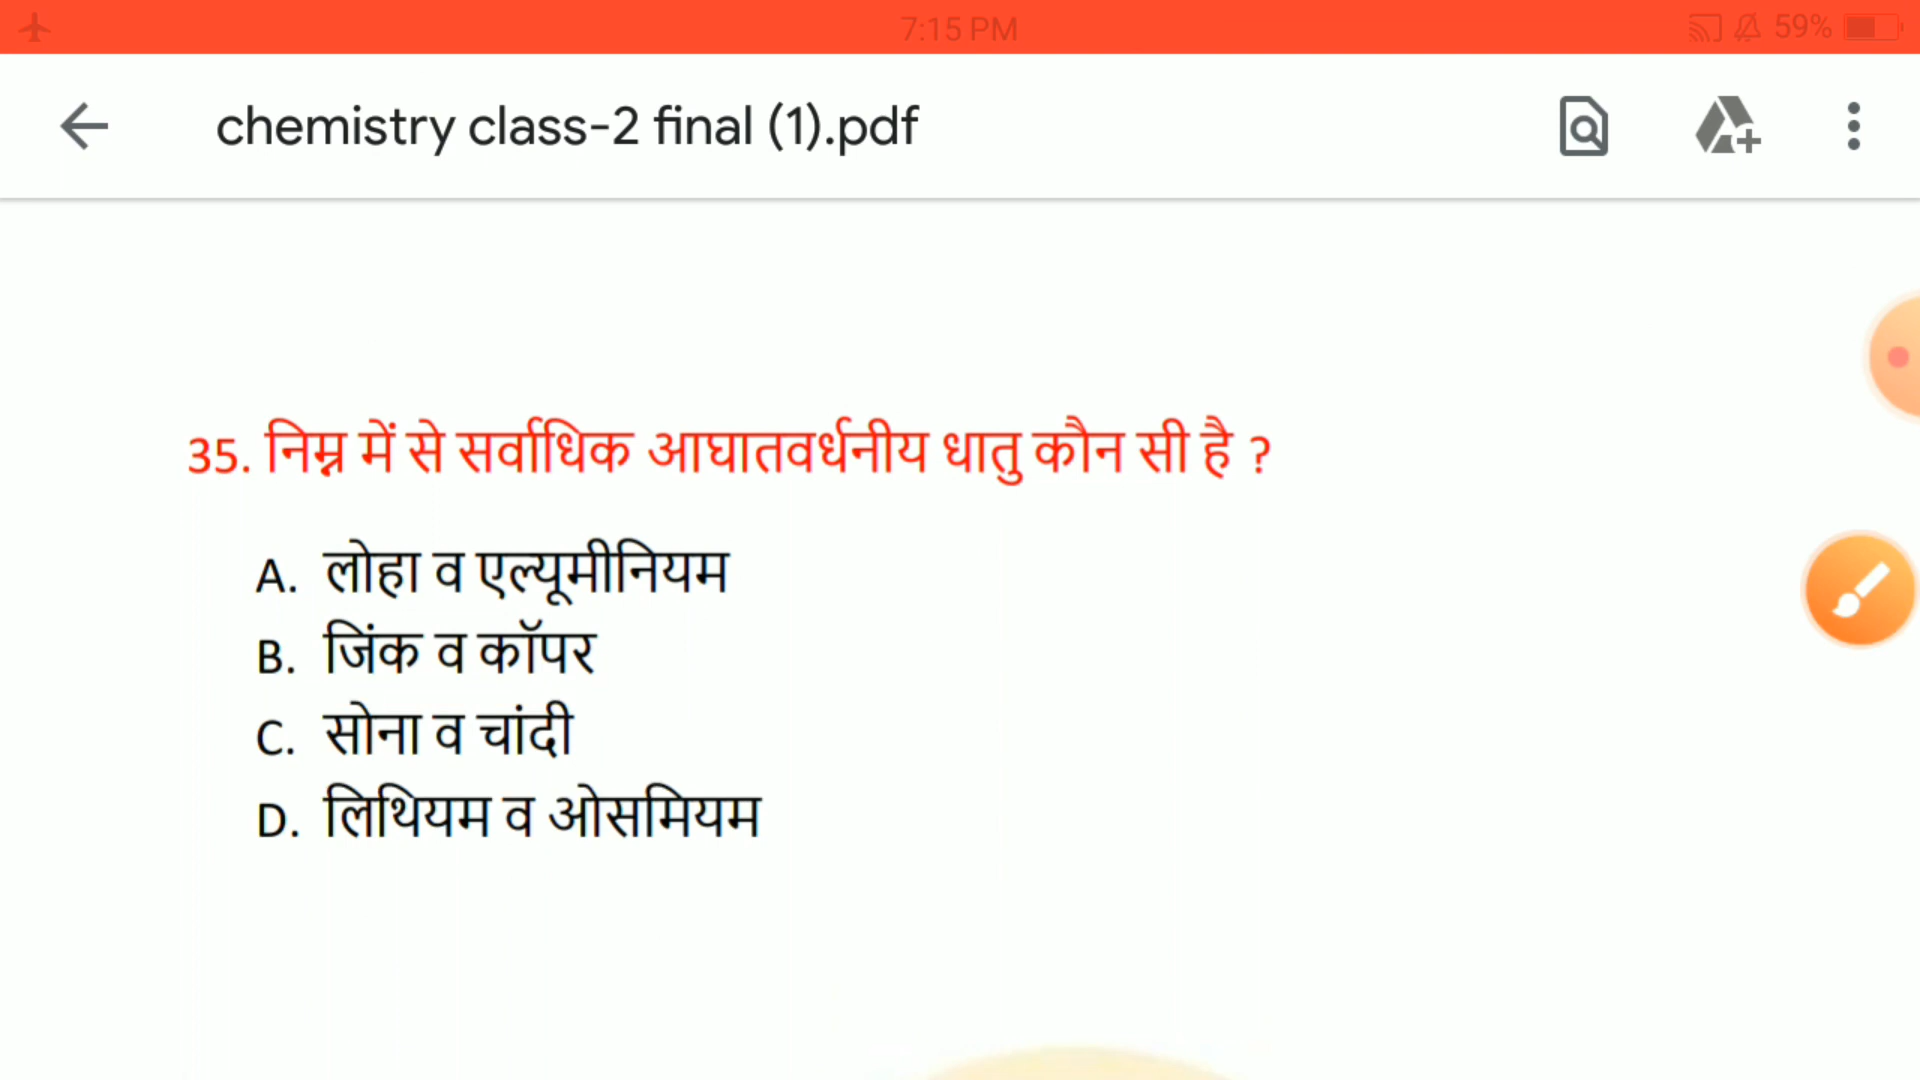 7:15 PM
59%
chemistry class-2 final (1).pdf
35. निम्न में से सर्वाधिक आघातवर्धनीय धातु कौन सी है ?
A. लोहा व एल्यूमीनियम
B. जिंक व कॉपर
C. सोना व चांदी
D. लिथियम व ओसमियम